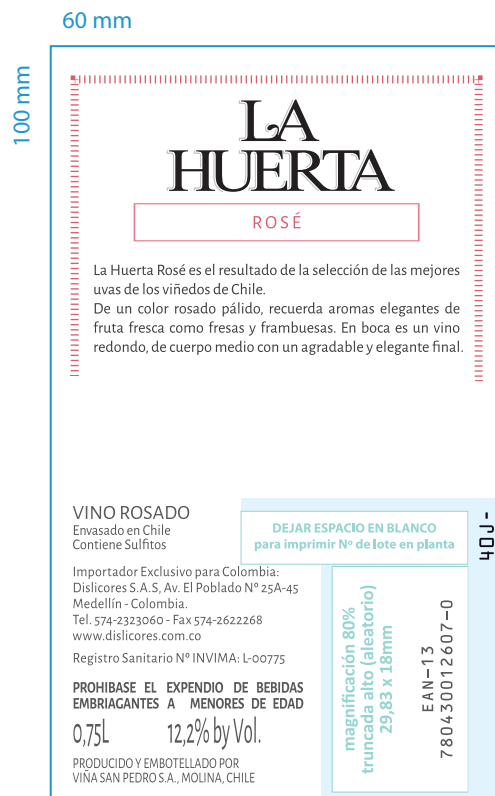 60 mm
100 mm
LA
HUERTA
ROSÉ
La Huerta Rosé es el resultado de la selección de las mejores
uvas de los viñedos de Chile.
De un color rosado pálido, recuerda aromas elegantes de
fruta fresca como fresas y frambuesas. En boca es un vino
redondo, de cuerpo medio con un agradable y elegante final.
VINO ROSADO
Envasado en Chile
Contiene Sulfitos
Importador Exclusivo para Colombia:
Dislicores S.A.S, Av. El Poblado Nº 25A-45
Medellín - Colombia.
Tel. 574-2323060 - Fax 574-2622268
www.dislicores.com.co
Registro Sanitario Nº INVIMA: L-00775
PROHIBASE EL EXPENDIO DE BEBIDAS
EMBRIAGANTES A MENORES DE EDAD
0,75L 12,2% by Vol.
PRODUCIDO Y EMBOTELLADO POR
VIÑA SAN PEDRO S.A., MOLINA, CHILE
DEJAR ESPACIO EN BLANCO
para imprimir Nº de lote en planta
40J-
magnificación 80%
truncada alto (aleatorio)
29,83 x 18mm
EAN-13
780430012607-0